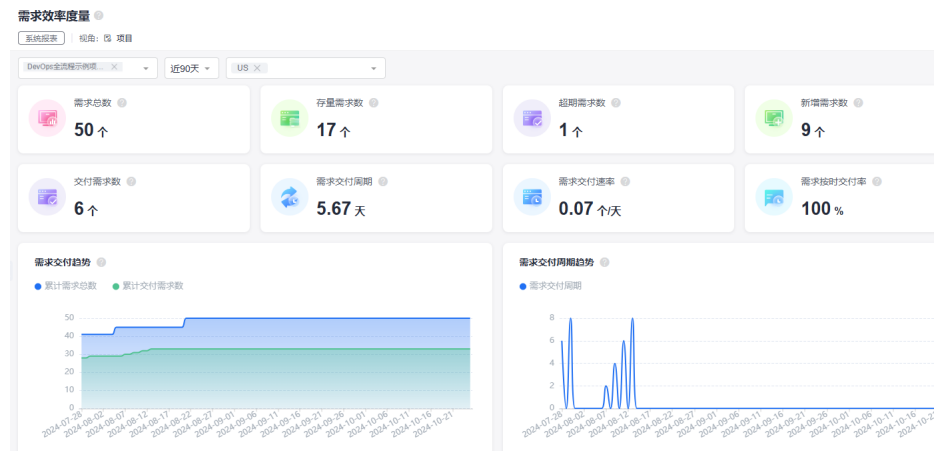 需求效率度量
系统报表 视角: 项目
DevOps全流程示例项... 近90天 US
需求总数 存量需求数 超期需求数 新增需求数
50 个 17 个 1 个 9 个
交付需求数 需求交付周期 需求交付速率 需求按时交付率
6 个 5.67 天 0.07 个/天 100 %
需求交付趋势 需求交付周期趋势
累计需求总数 累计交付需求数 需求交付周期
50
40
30
20
10
0
2024-07-28 2024-08-02 2024-08-07 2024-08-12 2024-08-17 2024-08-22 2024-08-27 2024-09-01 2024-09-06 2024-09-11 2024-09-16 2024-09-21 2024-09-26 2024-10-01 2024-10-06 2024-10-11 2024-10-16 2024-10-21
8
6
4
2
0
2024-07-28 2024-08-02 2024-08-07 2024-08-12 2024-08-17 2024-08-22 2024-08-27 2024-09-01 2024-09-06 2024-09-11 2024-09-16 2024-09-21 2024-09-26 2024-10-01 2024-10-06 2024-10-11 2024-10-16 2024-10-2